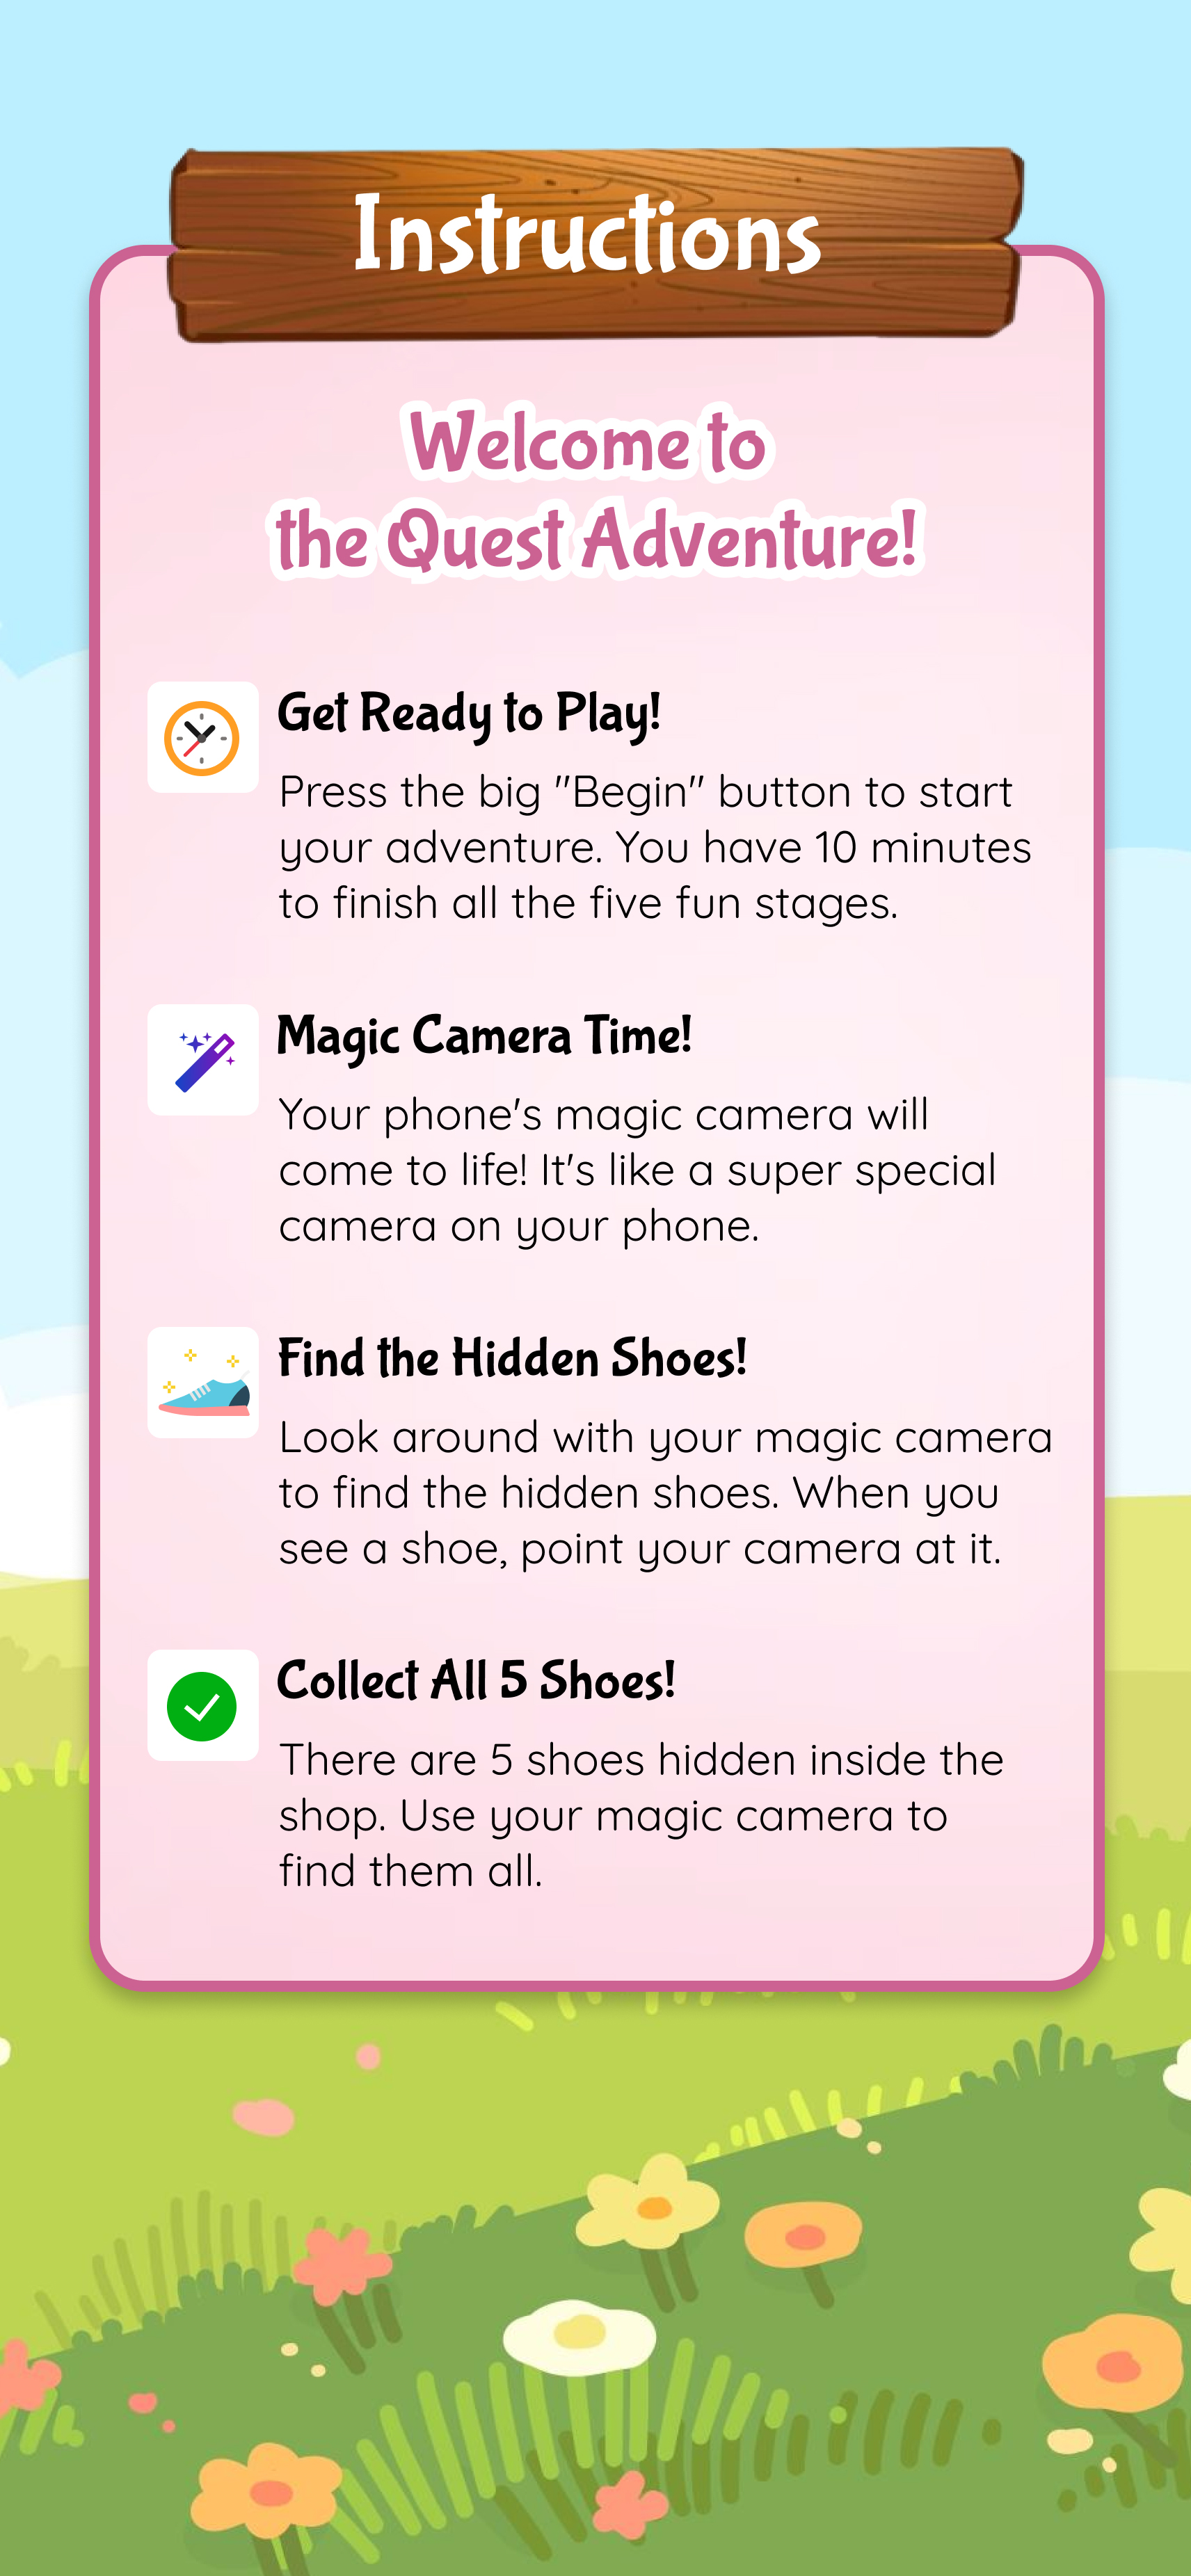 Instructions
Welcome to
the Quest Adventure!
Get Ready to Play!
Press the big "Begin" button to start
your adventure. You have 10 minutes
to finish all the five fun stages.
Magic Camera Time!
Your phone's magic camera will
come to life! It's like a super special
camera on your phone.
Find the Hidden Shoes!
Look around with your magic camera
to find the hidden shoes. When you
see a shoe, point your camera at it.
Collect All 5 Shoes!
There are 5 shoes hidden inside the
shop. Use your magic camera to
find them all.